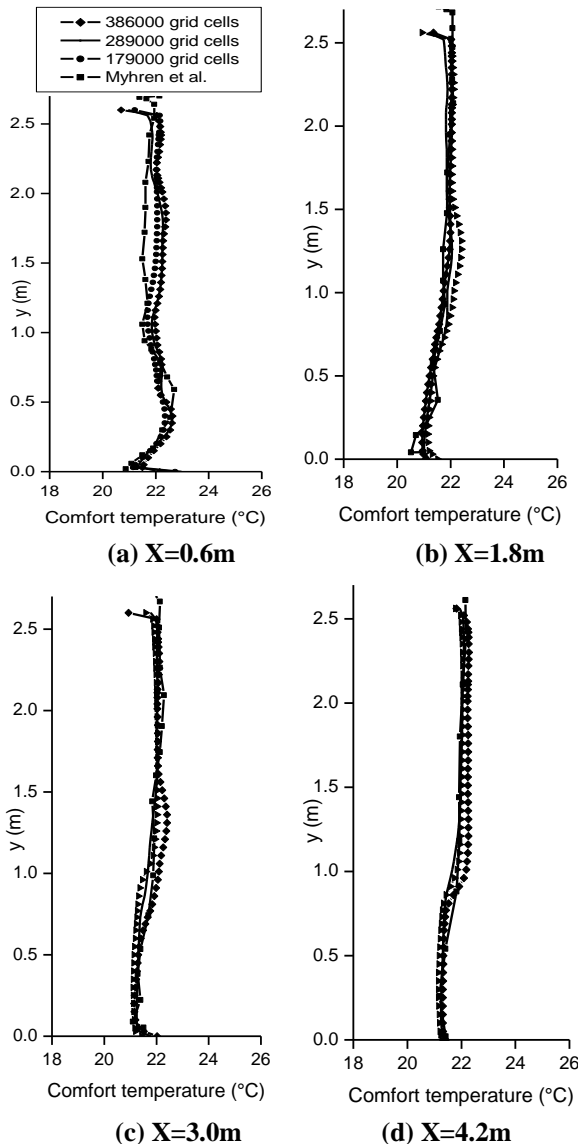 386000 grid cells
289000 grid cells
179000 grid cells
Myhren et al.
2.5
2.0
1.5
1.0
0.5
0.0
y (m)
18 20 22 24 26
Comfort temperature (°C)
(a) X=0.6m
2.5
2.0
1.5
1.0
0.5
0.0
y (m)
18 20 22 24 26
Comfort temperature (°C)
(b) X=1.8m
2.5
2.0
1.5
1.0
0.5
0.0
y (m)
18 20 22 24 26
Comfort temperature (°C)
(c) X=3.0m
2.5
2.0
1.5
1.0
0.5
0.0
y (m)
18 20 22 24 26
Comfort temperature (°C)
(d) X=4.2m